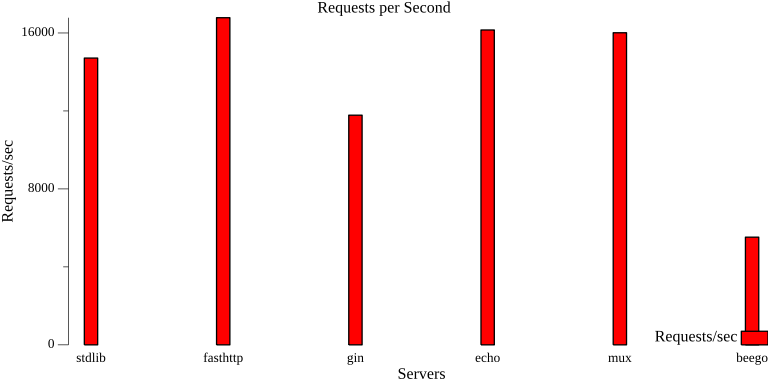 Requests per Second
Requests/sec
16000
8000
0
Requests/sec
stdlib
fasthttp
gin
echo
mux
beego
Servers